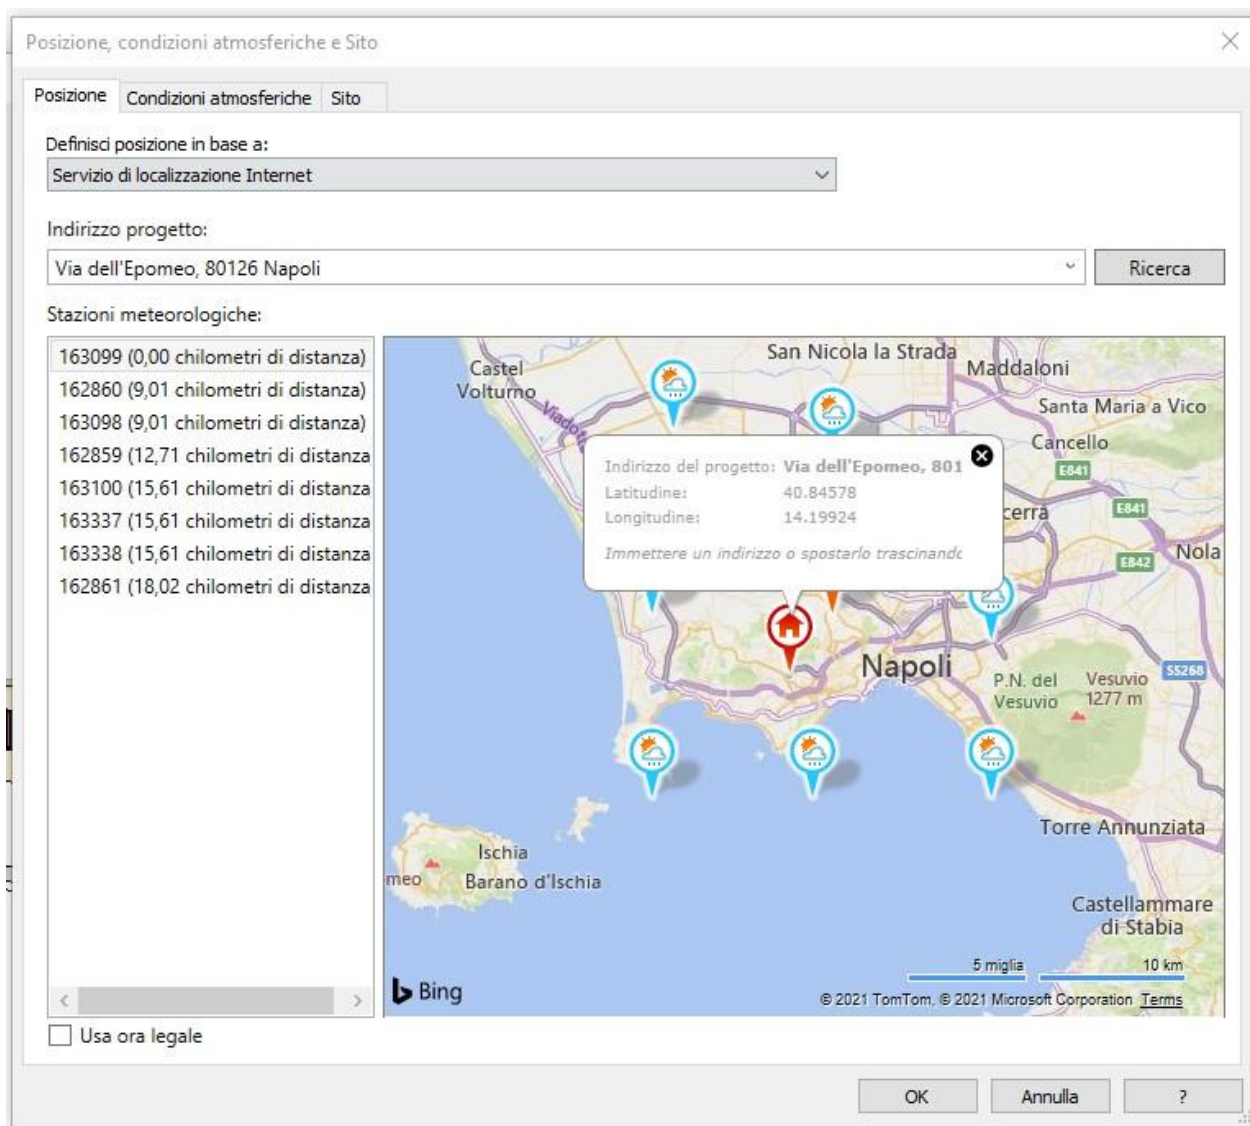 Posizione, condizioni atmosferiche e Sito
Posizione Condizioni atmosferiche Sito
Definisci posizione in base a:
Servizio di localizzazione Internet
Indirizzo progetto:
Via dell'Epomeo, 80126 Napoli
Ricerca
Stazioni meteorologiche:
163099 (0,00 chilometri di distanza)
162860 (9,01 chilometri di distanza)
163098 (9,01 chilometri di distanza)
162859 (12,71 chilometri di distanza
163100 (15,61 chilometri di distanza
163337 (15,61 chilometri di distanza
163338 (15,61 chilometri di distanza
162861 (18,02 chilometri di distanza
Castel
Volturno
San Nicola la Strada
Maddaloni
Santa Maria a Vico
Cancello
E841
cerra
E841
E842
Nola
Indirizzo del progetto: Via dell'Epomeo, 801
Latitudine: 40.84578
Longitudine: 14.19924
Immettere un indirizzo o spostarlo trascinando
Napoli
P.N. del
Vesuvio
Vesuvio
1277 m
SS268
Torre Annunziata
Ischia
meo
Barano d'Ischia
Castellammare
di Stabia
5 miglia 10 km
Bing
© 2021 TomTom, © 2021 Microsoft Corporation Terms
Usa ora legale
OK Annulla ?